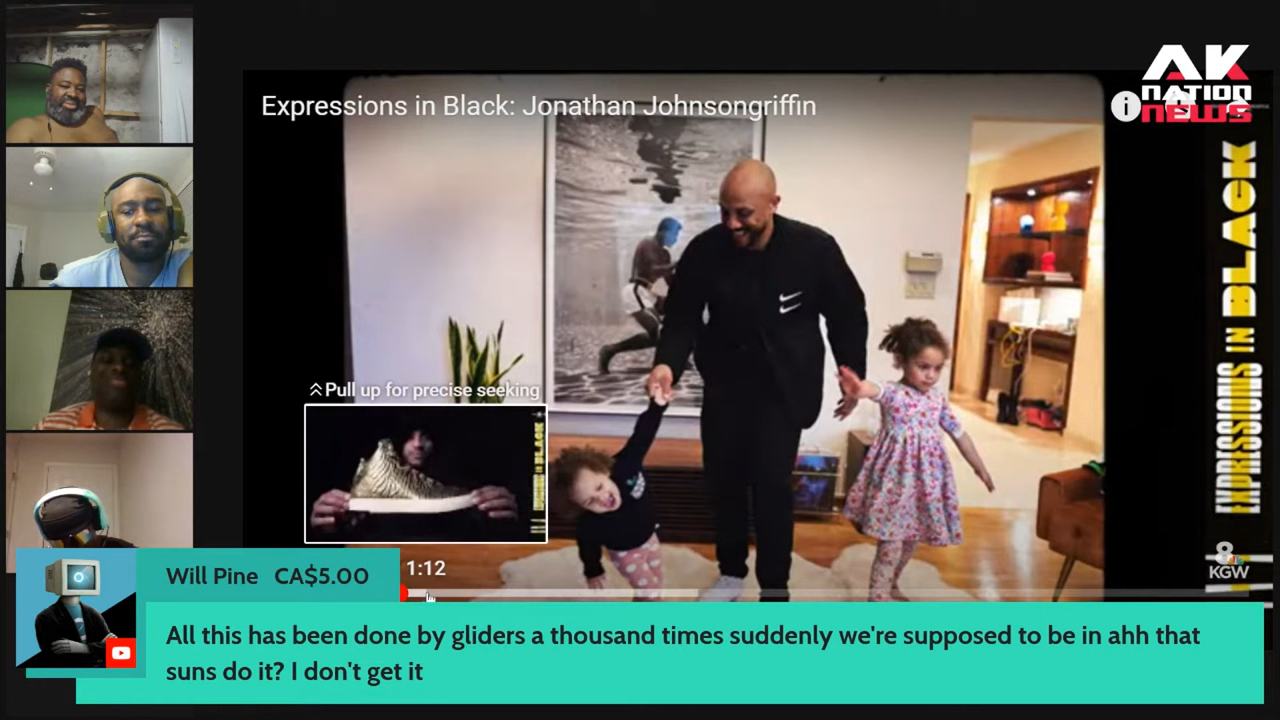 AK
NATION
NEWS
Expressions in Black: Jonathan Johnsongriffin
EXPRESSIONS IN BLACK
Pull up for precise seeking
1:12
8
KGW
Will Pine CA$5.00
All this has been done by gliders a thousand times suddenly we're supposed to be in ahh that
suns do it? I don't get it